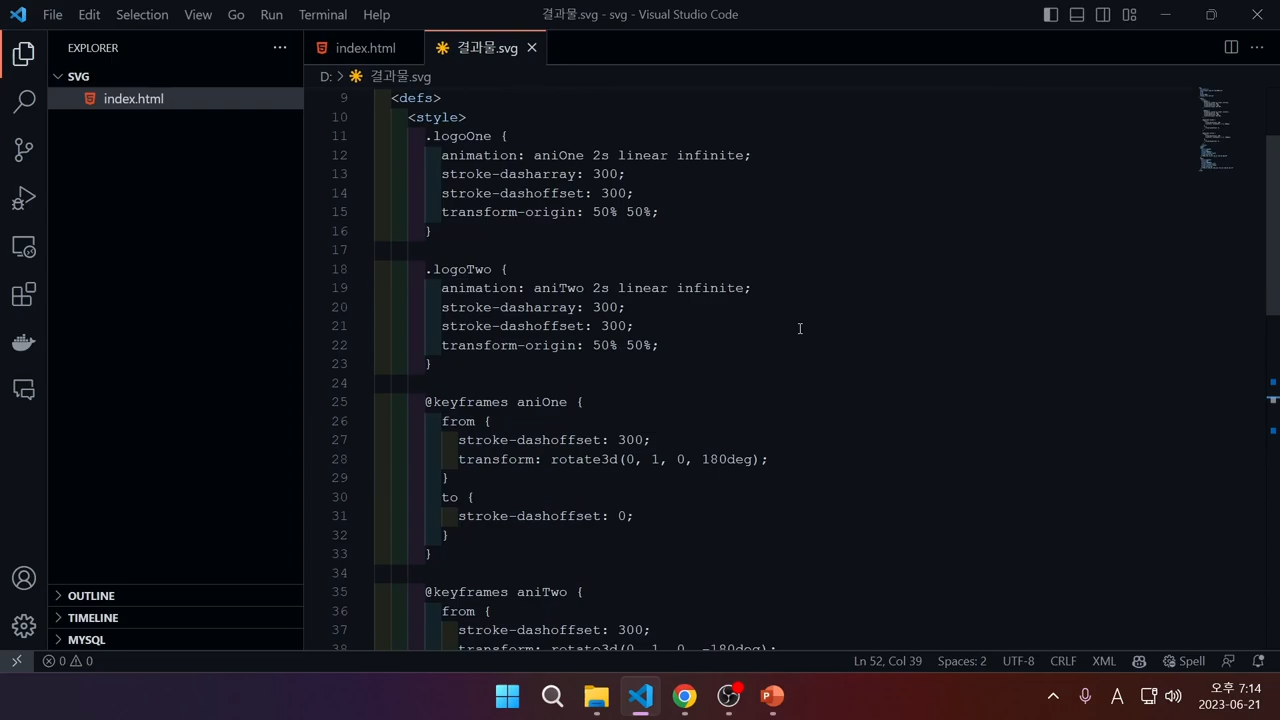 File Edit Selection View Go Run Terminal Help
결과물.svg - svg - Visual Studio Code
EXPLORER
SVG
index.html
OUTLINE
TIMELINE
MYSQL
index.html
결과물.svg
D: > 결과물.svg
9 <defs>
10 <style>
11 .logoOne {
12 animation: aniOne 2s linear infinite;
13 stroke-dasharray: 300;
14 stroke-dashoffset: 300;
15 transform-origin: 50% 50%;
16 }
17
18 .logoTwo {
19 animation: aniTwo 2s linear infinite;
20 stroke-dasharray: 300;
21 stroke-dashoffset: 300;
22 transform-origin: 50% 50%;
23 }
24
25 @keyframes aniOne {
26 from {
27 stroke-dashoffset: 300;
28 transform: rotate3d(0, 1, 0, 180deg);
29 }
30 to {
31 stroke-dashoffset: 0;
32 }
33 }
34
35 @keyframes aniTwo {
36 from {
37 stroke-dashoffset: 300;
38 transform: rotate3d(0, 1, 0, -180deg);
0 0
Ln 52, Col 39 Spaces: 2 UTF-8 CRLF XML Spell
A
오후 7:14
2023-06-21